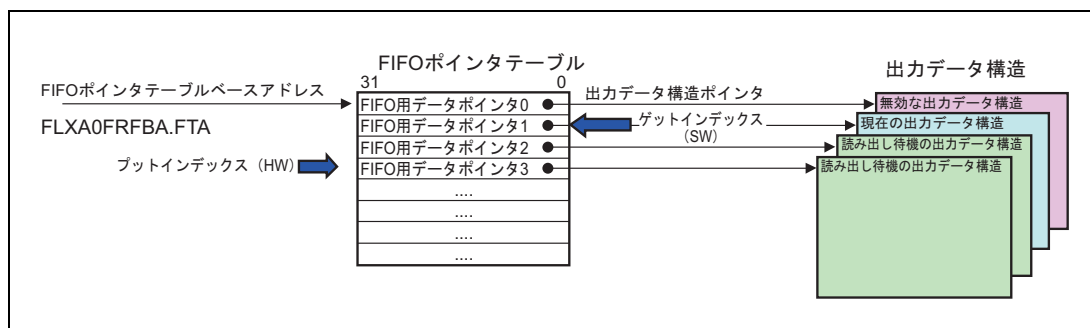 FIFOポインタテーブル
出力データ構造
31 0
FIFOポインタテーブルベースアドレス
FLXA0FRFBA.FTA
プットインデックス（HW）
FIFO用データポインタ0
FIFO用データポインタ1
FIFO用データポインタ2
FIFO用データポインタ3
....
....
....
....
出力データ構造ポインタ
ゲットインデックス
（SW）
無効な出力データ構造
現在の出力データ構造
読み出し待機の出力データ構造
読み出し待機の出力データ構造